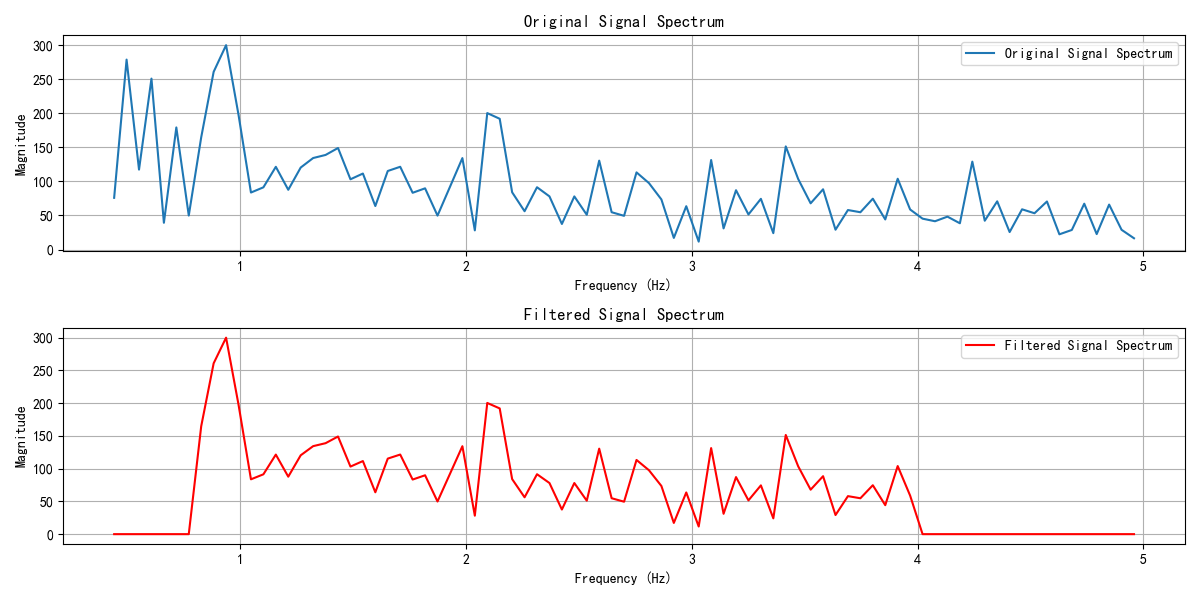 Original Signal Spectrum
300
250
200
150
100
50
0
Magnitude
Original Signal Spectrum
1 2 3 4 5
Frequency (Hz)
Filtered Signal Spectrum
300
250
200
150
100
50
0
Magnitude
Filtered Signal Spectrum
1 2 3 4 5
Frequency (Hz)